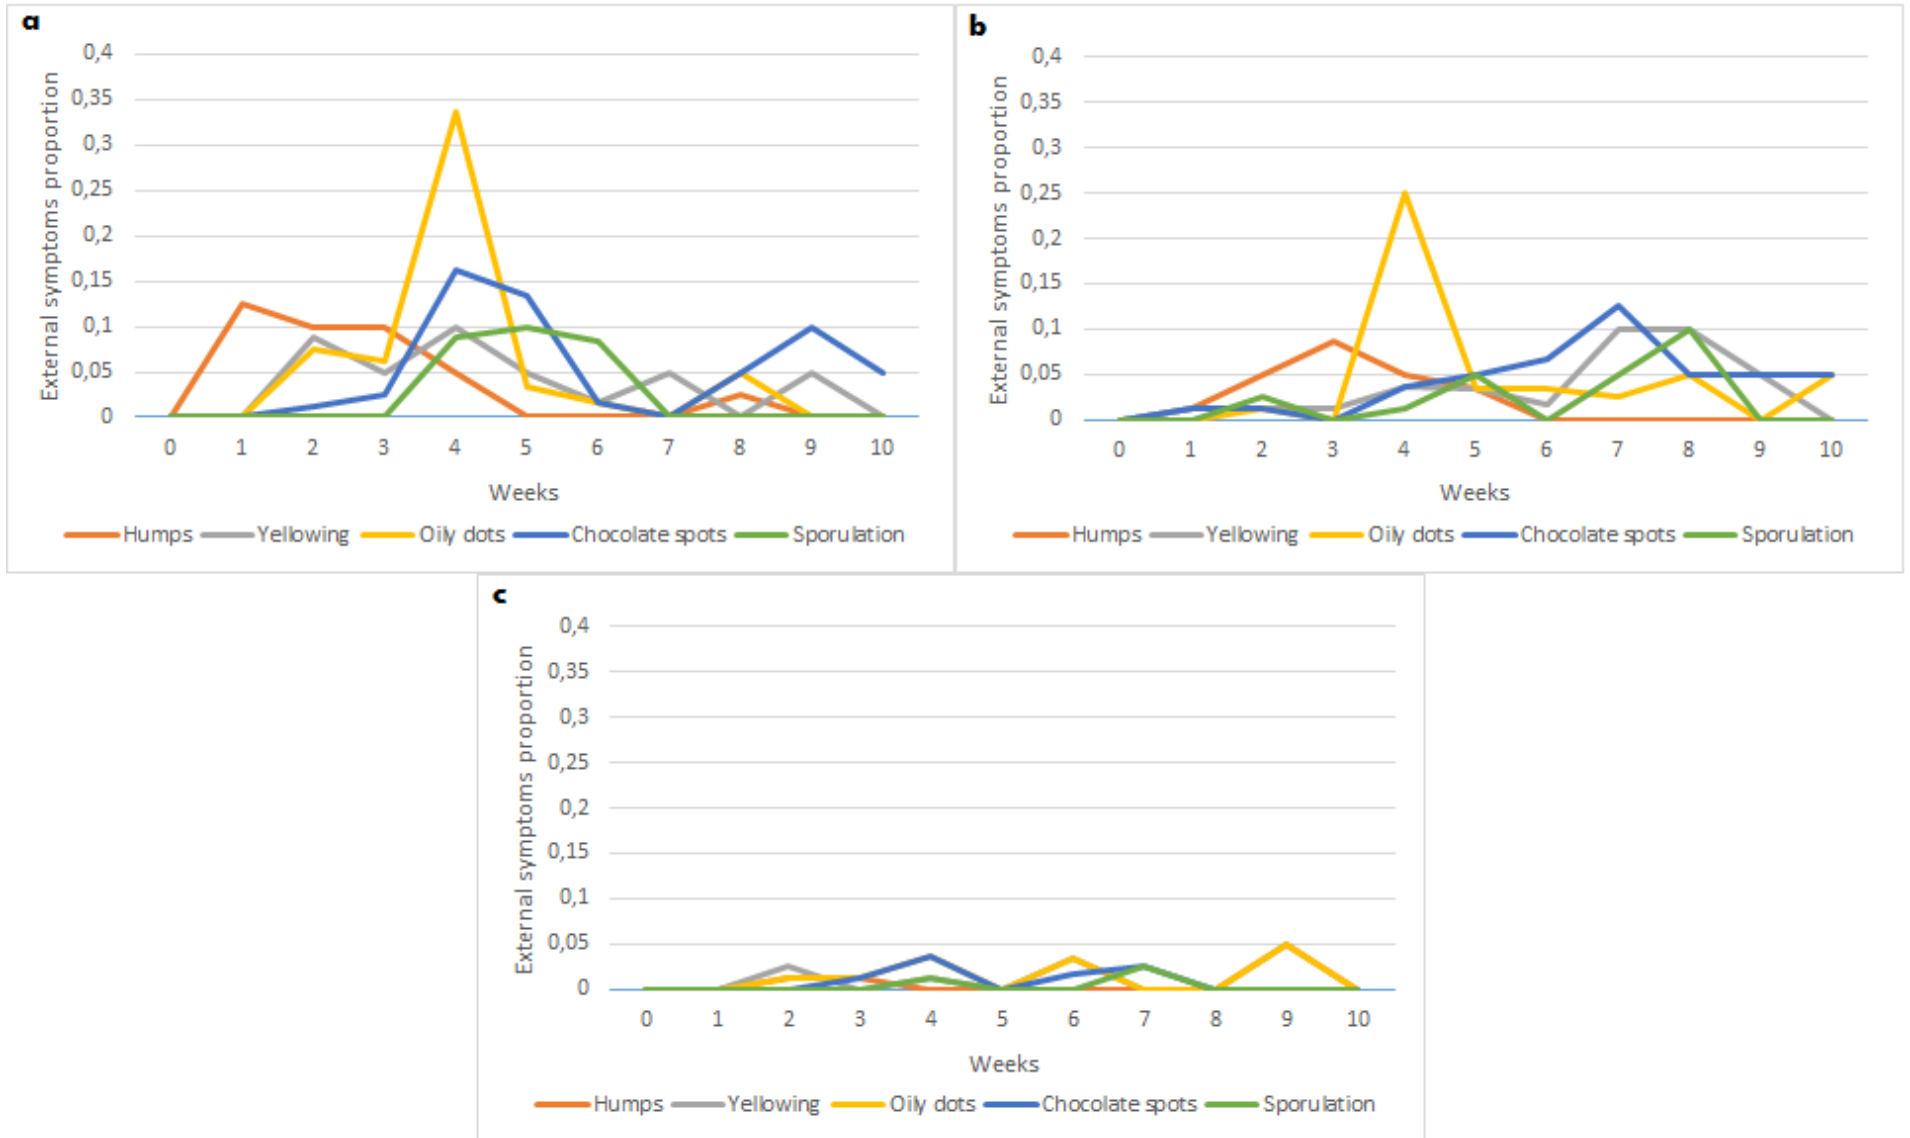 a
External symptoms proportion
0,4
0,35
0,3
0,25
0,2
0,15
0,1
0,05
0
0 1 2 3 4 5 6 7 8 9 10
Weeks
Humps Yellowing Oily dots Chocolate spots Sporulation
b
External symptoms proportion
0,4
0,35
0,3
0,25
0,2
0,15
0,1
0,05
0
0 1 2 3 4 5 6 7 8 9 10
Weeks
Humps Yellowing Oily dots Chocolate spots Sporulation
c
External symptoms proportion
0,4
0,35
0,3
0,25
0,2
0,15
0,1
0,05
0
0 1 2 3 4 5 6 7 8 9 10
Weeks
Humps Yellowing Oily dots Chocolate spots Sporulation